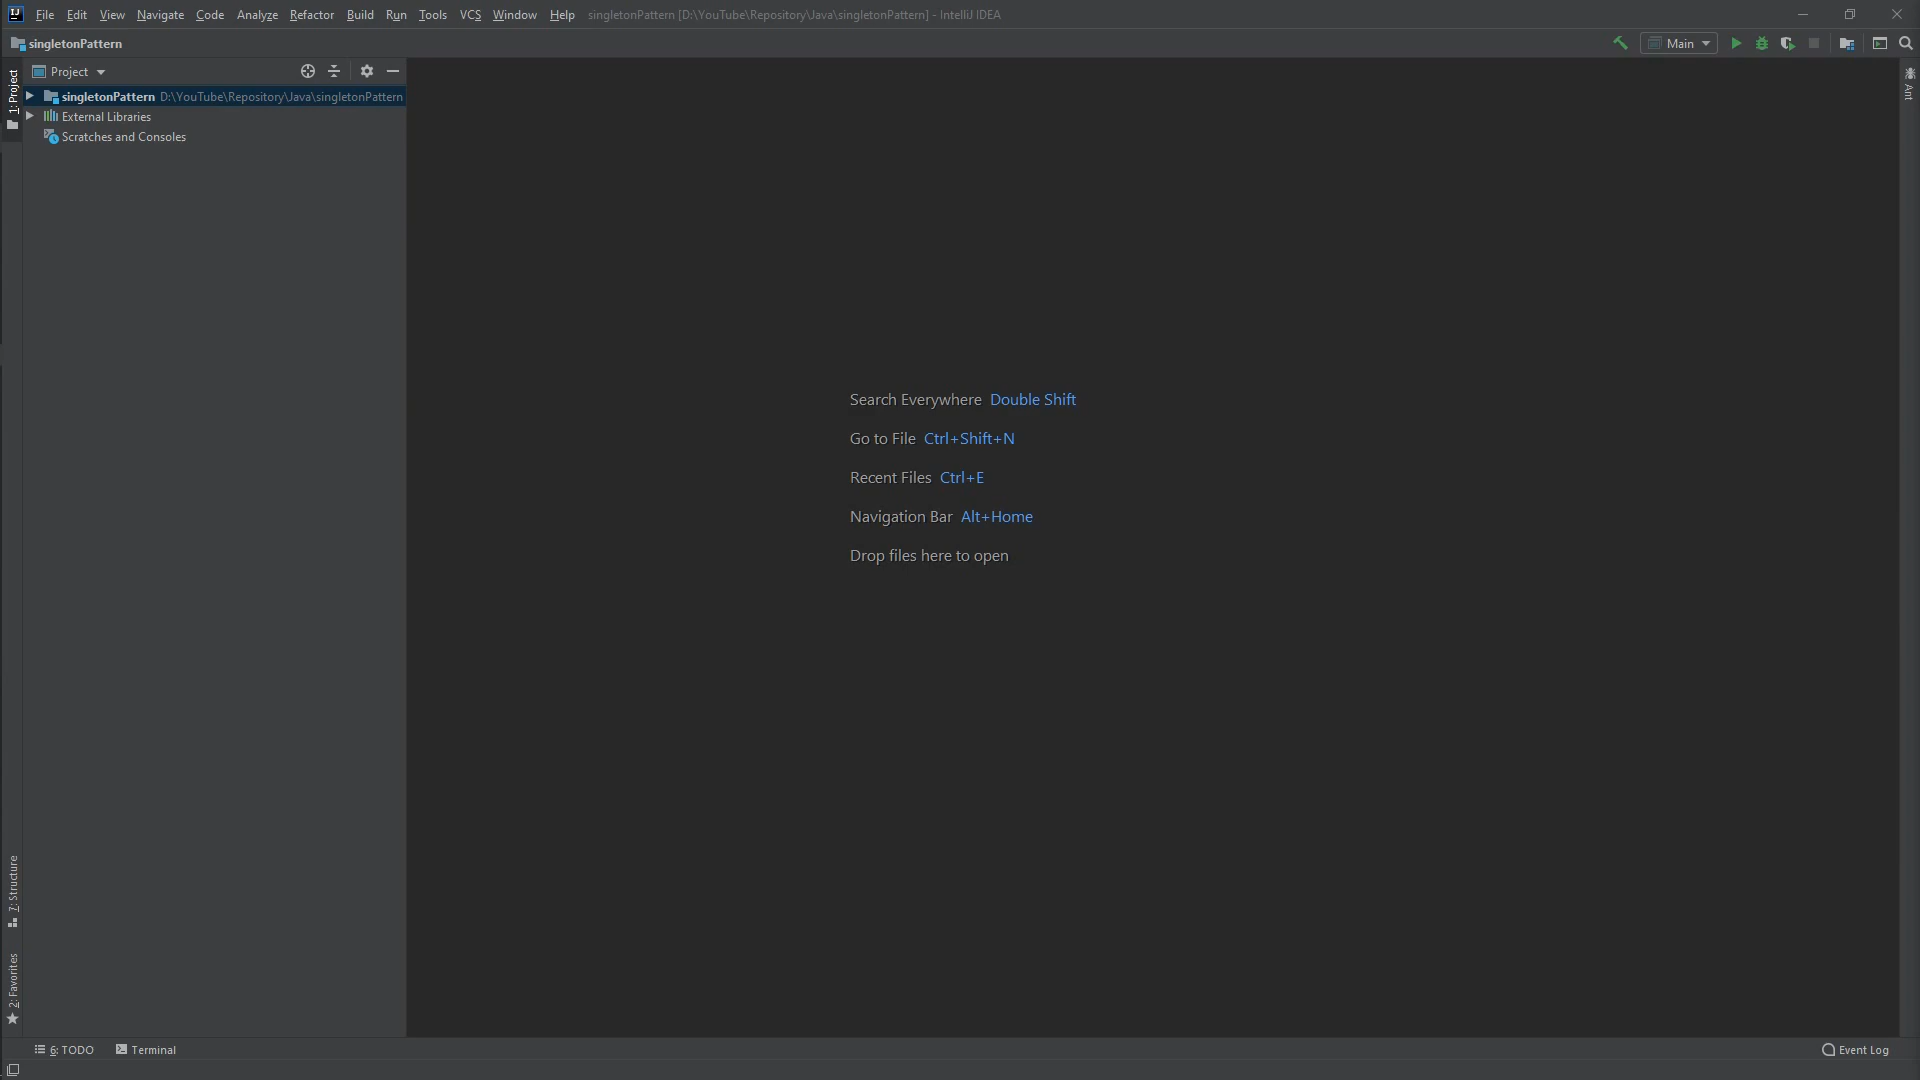 IJ File Edit View Navigate Code Analyze Refactor Build Run Tools VCS Window Help singletonPattern [D:\YouTube\Repository\Java\singletonPattern] - IntelliJ IDEA
singletonPattern
Main
1: Project
Project
Ant
singletonPattern D:\YouTube\Repository\Java\singletonPattern
External Libraries
Scratches and Consoles
Search Everywhere Double Shift
Go to File Ctrl+Shift+N
Recent Files Ctrl+E
Navigation Bar Alt+Home
Drop files here to open
7: Structure
2: Favorites
6: TODO
Terminal
Event Log